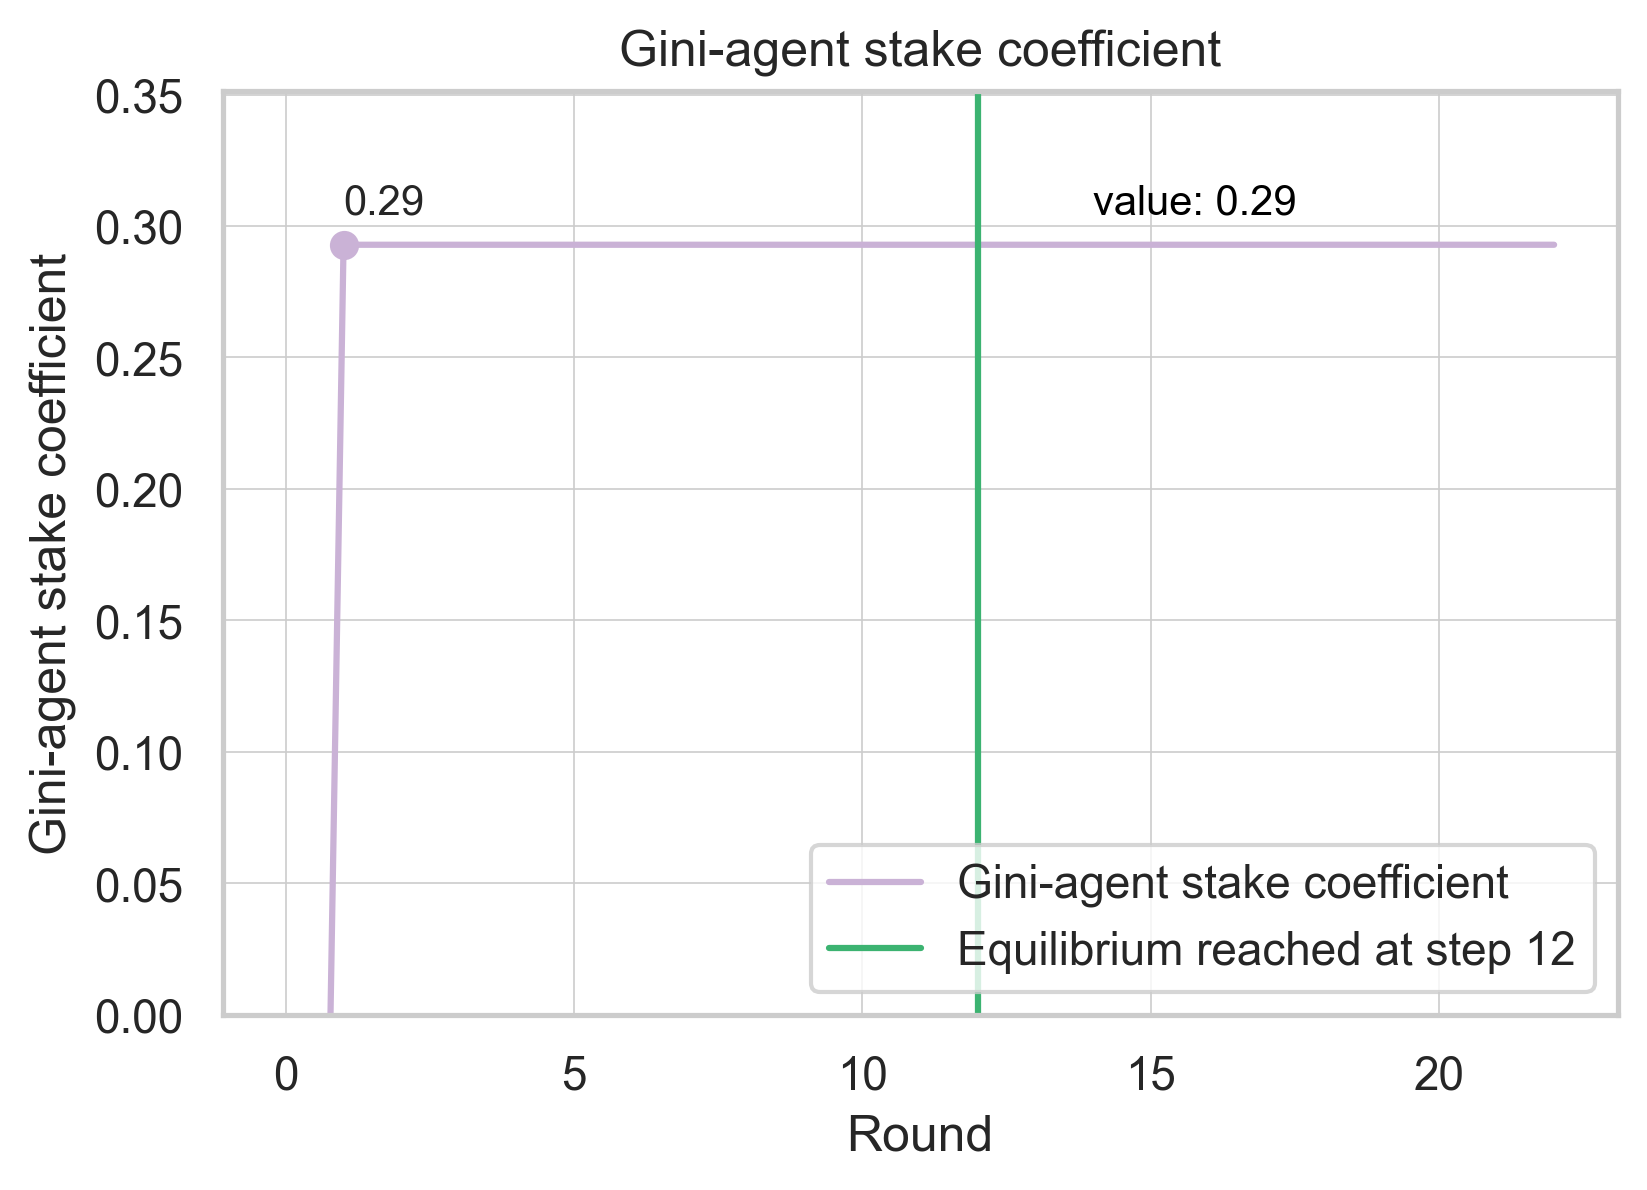 Gini-agent stake coefficient
Gini-agent stake coefficient
0.35
0.30
0.25
0.20
0.15
0.10
0.05
0.00
0.29
value: 0.29
Gini-agent stake coefficient
Equilibrium reached at step 12
0 5 10 15 20
Round